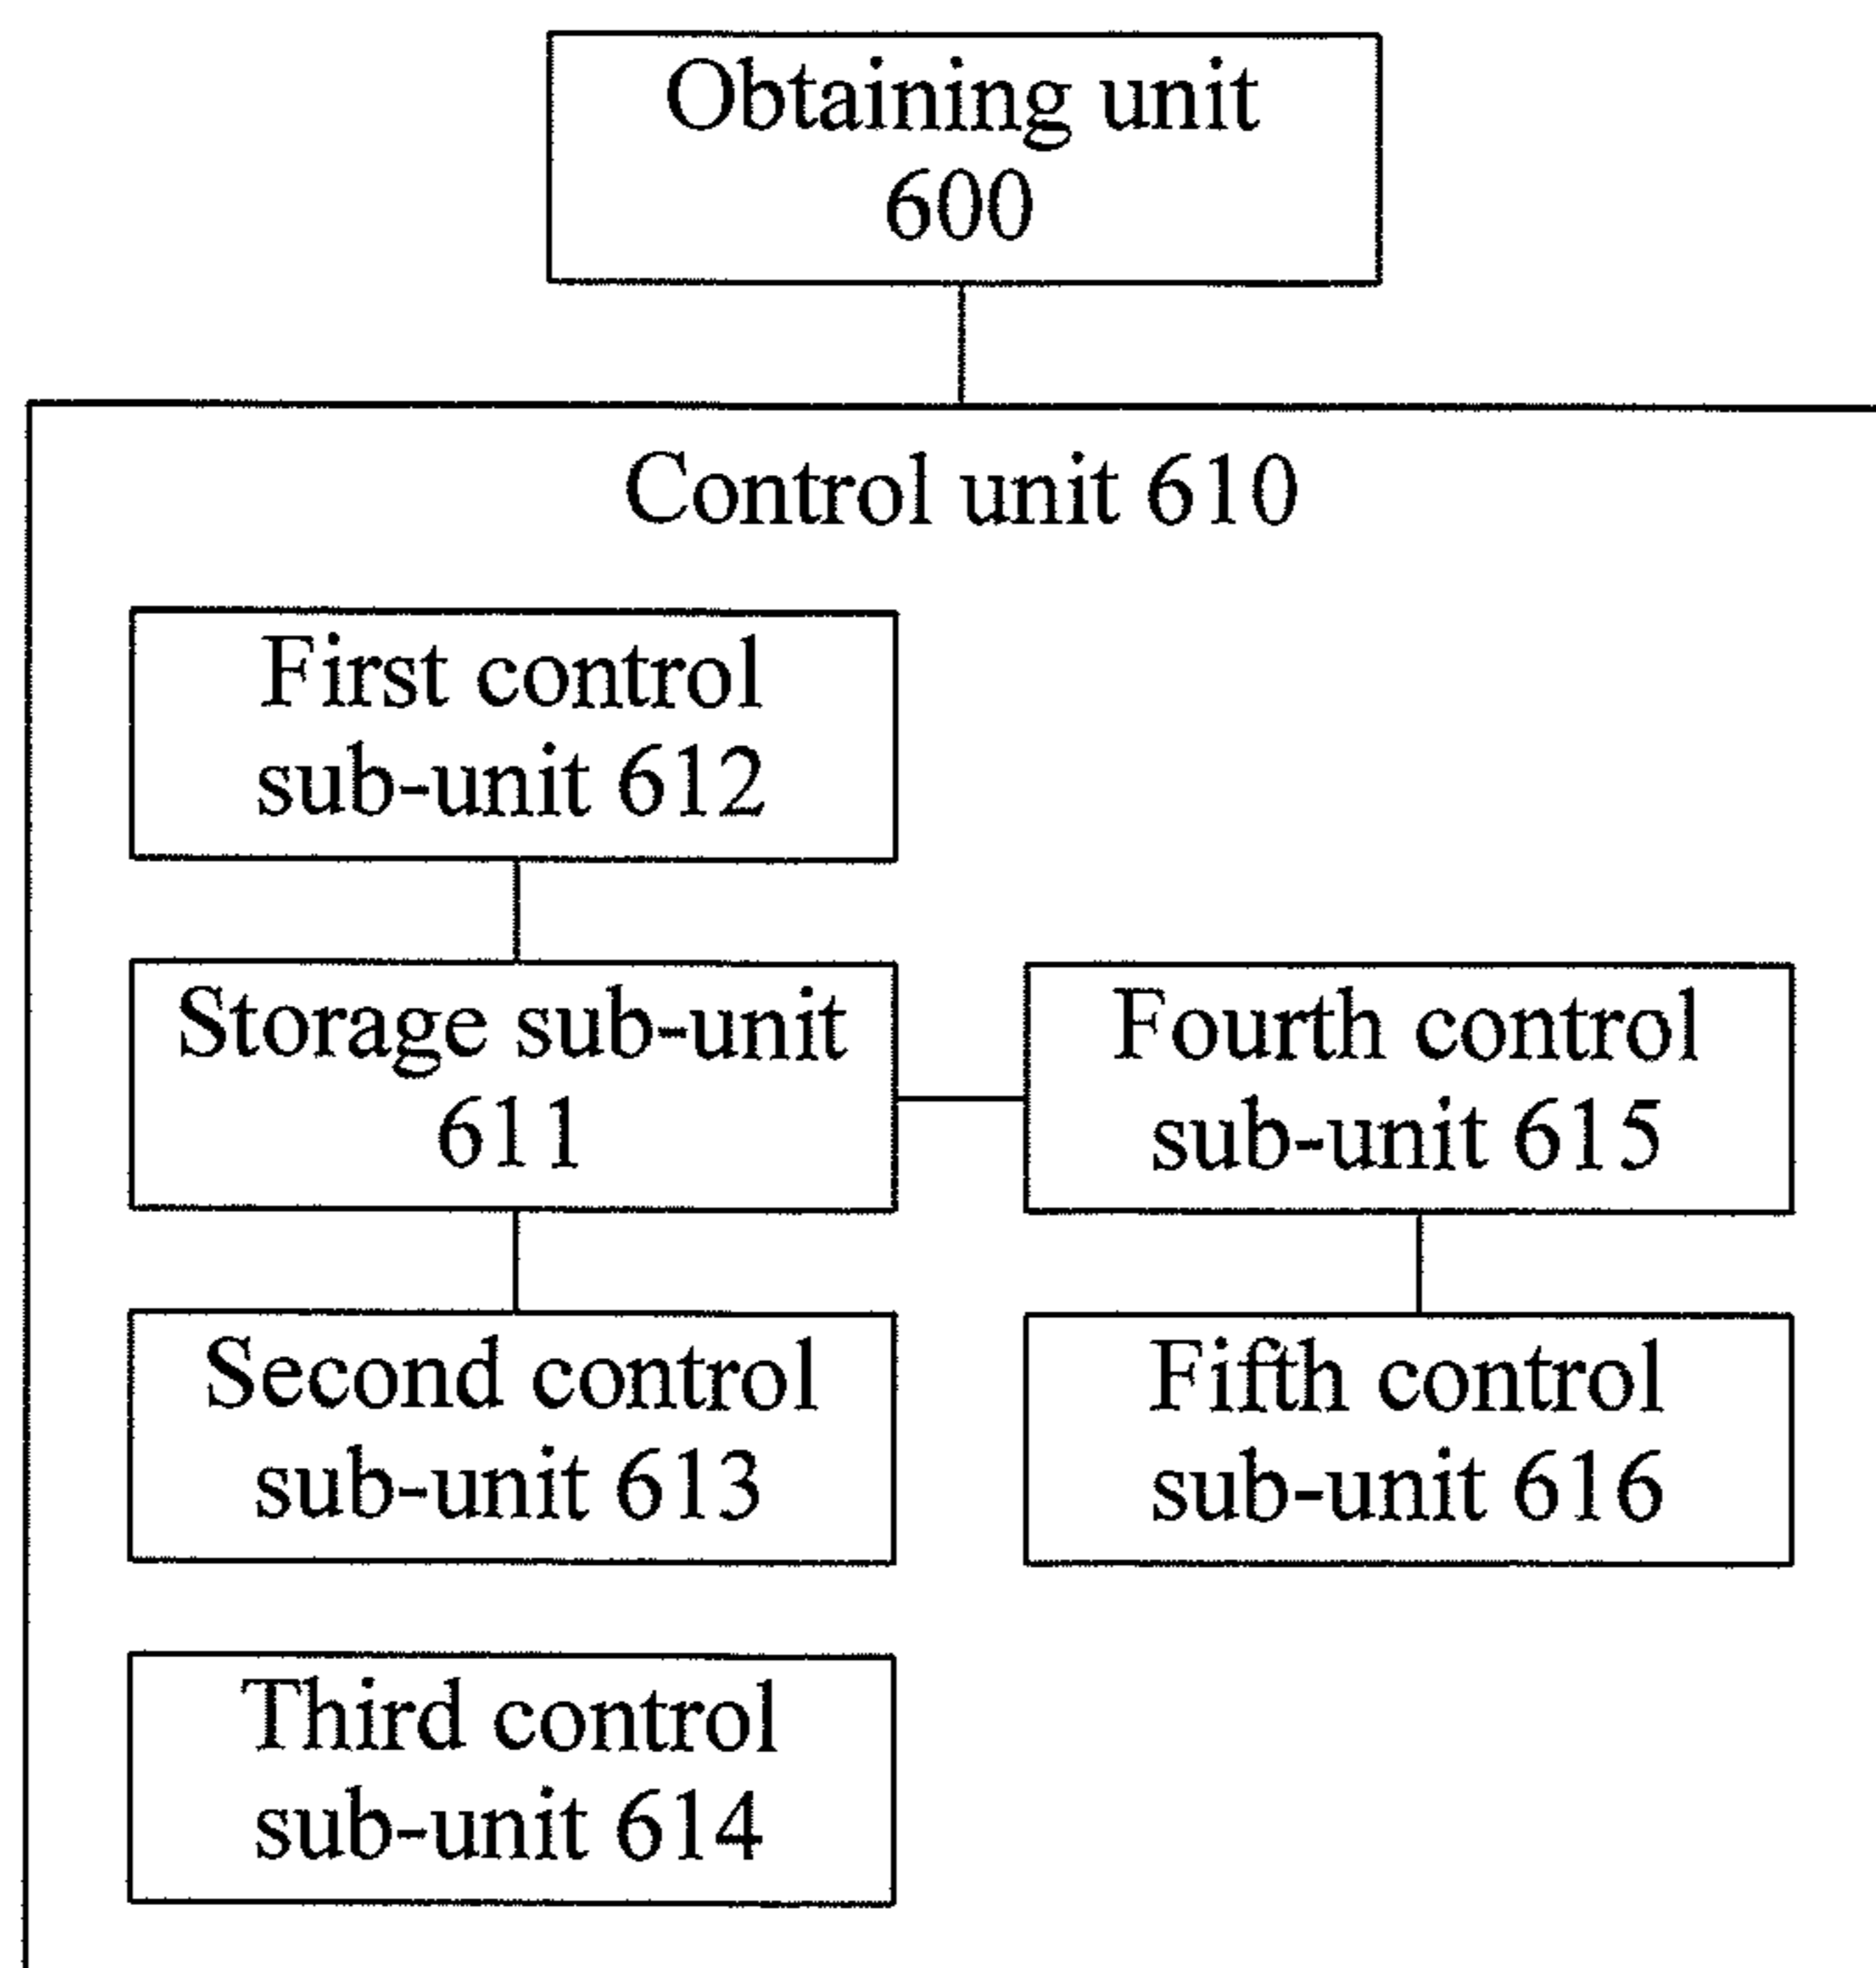 Obtaining unit
600
Control unit 610
First control
sub-unit 612
Storage sub-unit
611
Fourth control
sub-unit 615
Second control
sub-unit 613
Fifth control
sub-unit 616
Third control
sub-unit 614